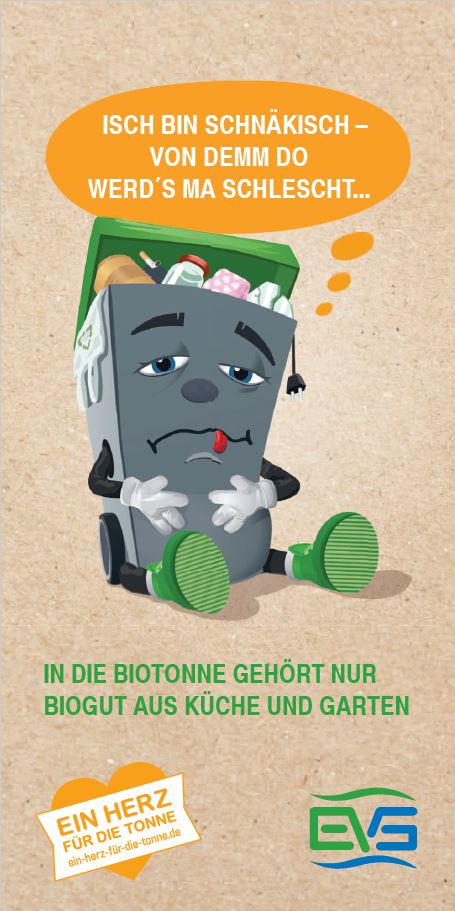 ISCH BIN SCHNÄKISCH –
VON DEMM DO
WERD´S MA SCHLESCHT...
IN DIE BIOTONNE GEHÖRT NUR
BIOGUT AUS KÜCHE UND GARTEN
EIN HERZ
FÜR DIE TONNE
ein-herz-für-die-tonne.de
EVS